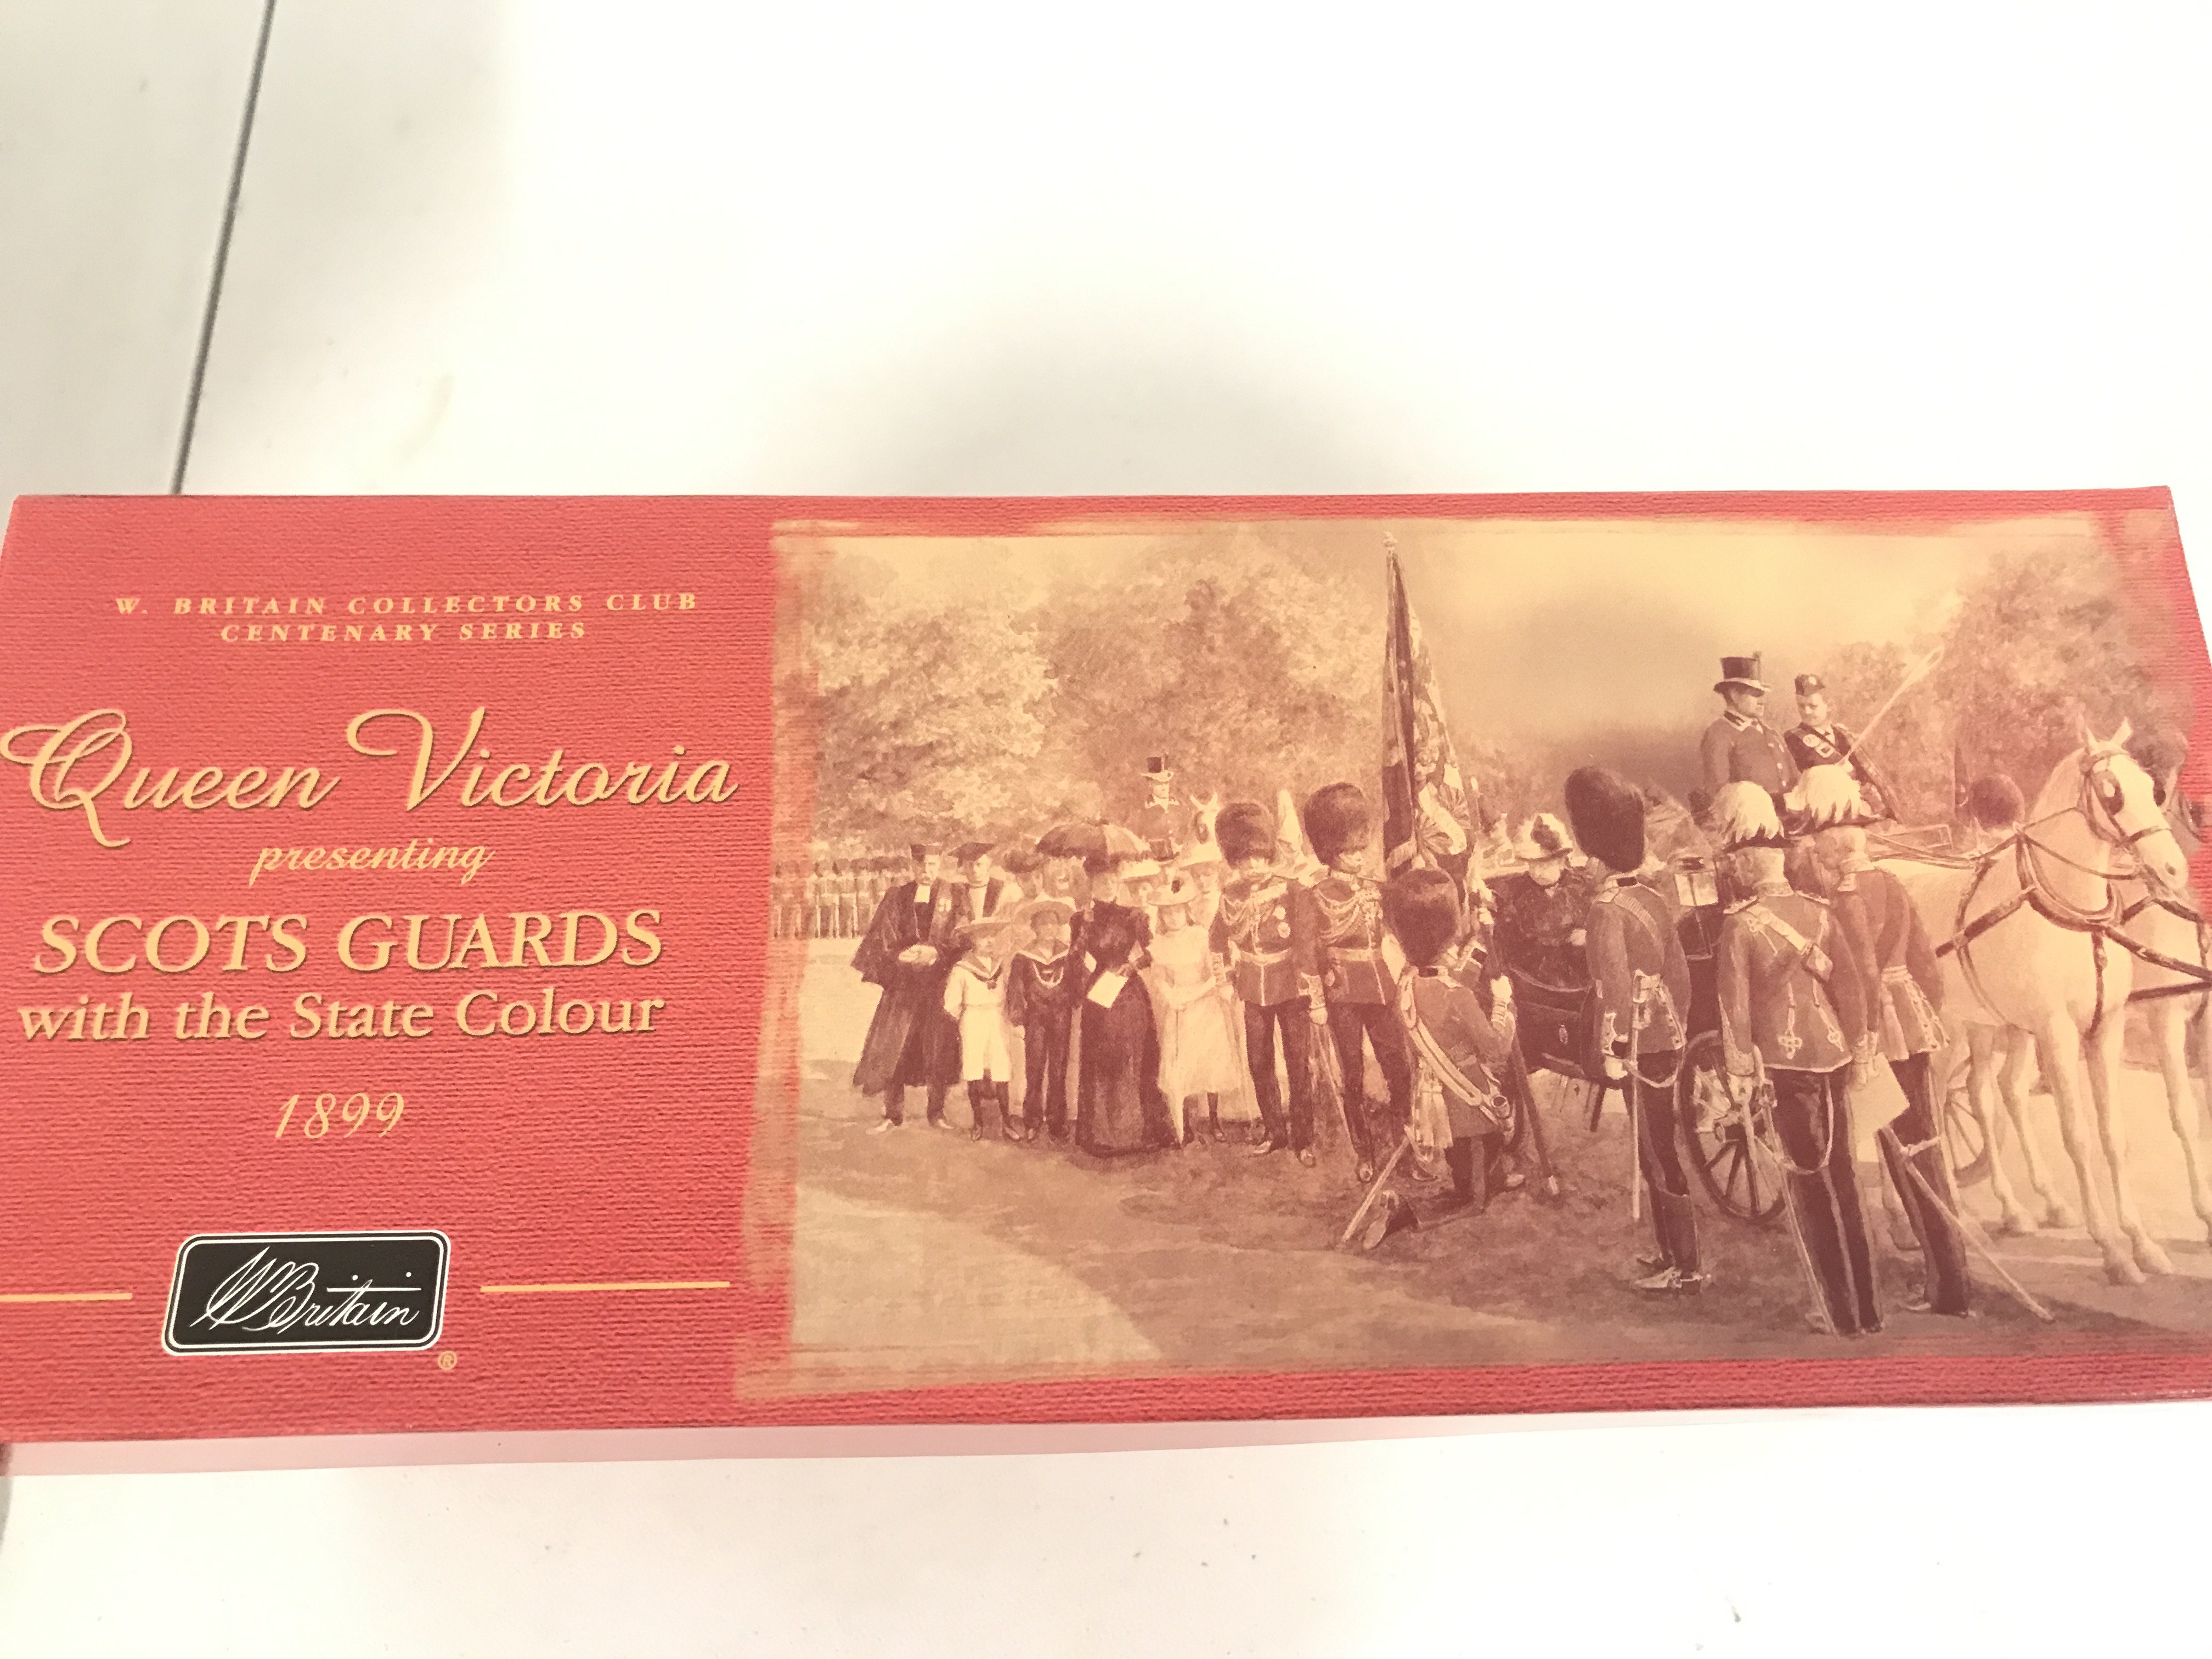 W. BRITAIN COLLECTORS CLUB
CENTENARY SERIES
Queen Victoria
presenting
SCOTS GUARDS
with the State Colour
1899
WBritain
®